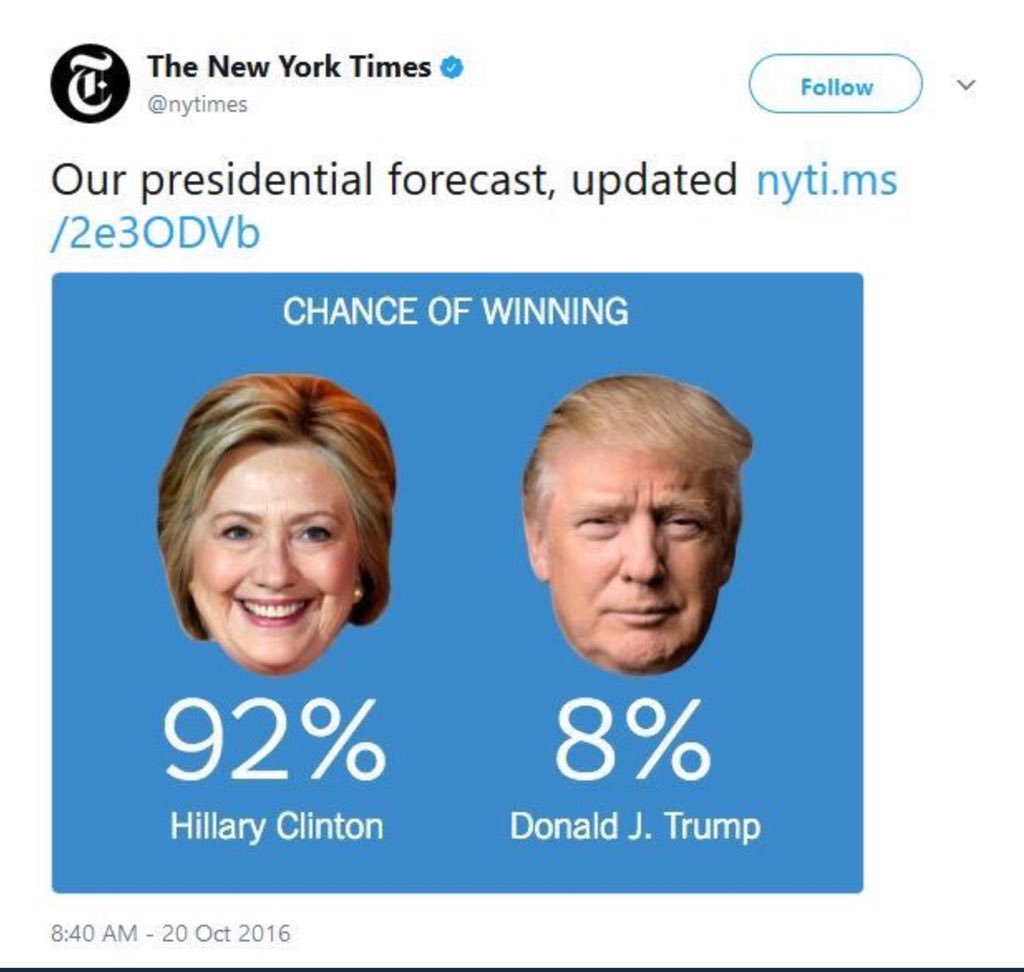 The New York Times
@nytimes
Follow
Our presidential forecast, updated nyti.ms
/2e3ODVb
CHANCE OF WINNING
92% 8%
Hillary Clinton Donald J. Trump
8:40 AM - 20 Oct 2016